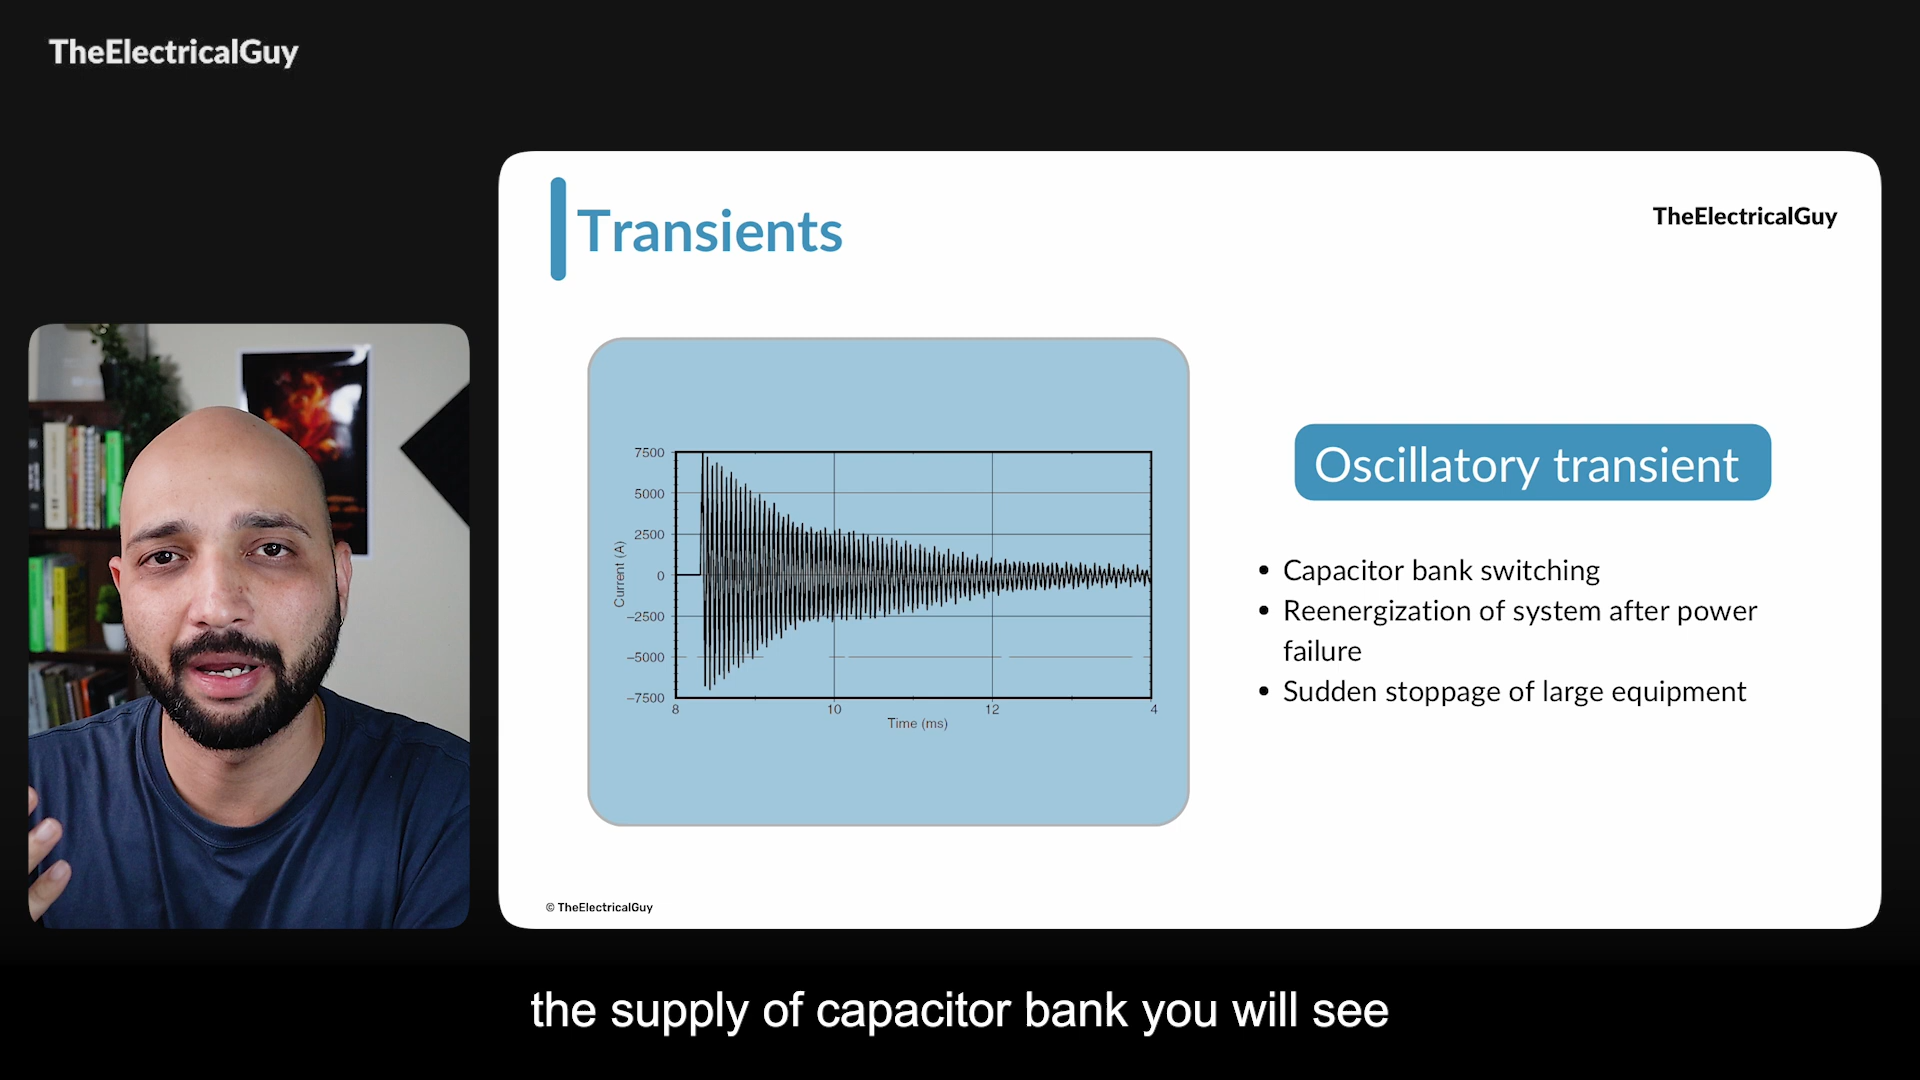 TheElectricalGuy
Transients
TheElectricalGuy
7500
5000
2500
0
−2500
−5000
−7500
Current (A)
8
10
12
4
Time (ms)
Oscillatory transient
• Capacitor bank switching
• Reenergization of system after power
failure
• Sudden stoppage of large equipment
© TheElectricalGuy
the supply of capacitor bank you will see